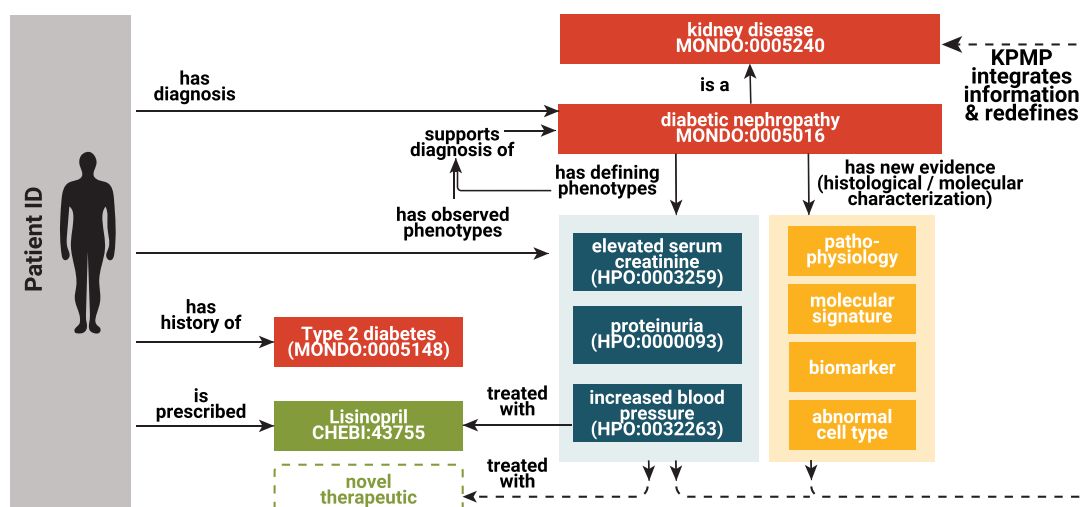 kidney disease
MONDO:0005240
KPMP
integrates
information
& redefines
is a
has
diagnosis
diabetic nephropathy
MONDO:0005016
supports
diagnosis of
has defining
phenotypes
has new evidence
(histological / molecular
characterization)
has observed
phenotypes
Patient ID
elevated serum
creatinine
(HPO:0003259)
patho-
physiology
molecular
signature
has
history of
Type 2 diabetes
(MONDO:0005148)
proteinuria
(HPO:0000093)
biomarker
is
prescribed
Lisinopril
CHEBI:43755
treated
with
increased blood
pressure
(HPO:0032263)
abnormal
cell type
novel
therapeutic
treated
with